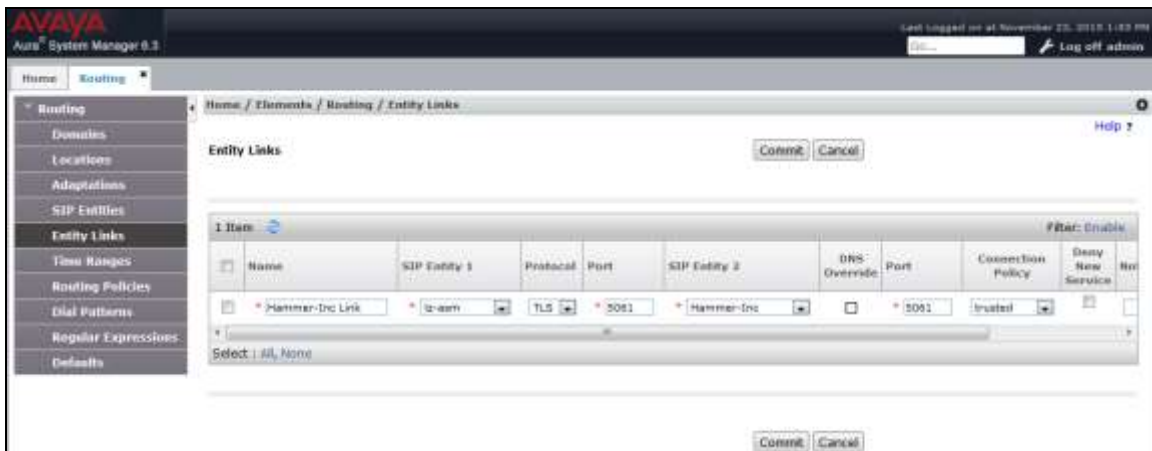 AVAYA
Aura® System Manager 6.3
Last Logged on at November 23, 2015 1:43 PM
Go...
Log off admin
Home
Routing
Routing
Domains
Locations
Adaptations
SIP Entities
Entity Links
Time Ranges
Routing Policies
Dial Patterns
Regular Expressions
Defaults
Home / Elements / Routing / Entity Links
Help ?
Entity Links
Commit Cancel
1 Item
Filter: Enable
Name SIP Entity 1 Protocol Port SIP Entity 2 DNS Override Port Connection Policy Deny New Service
* Hammer-Inc Link * * TLS * 5061 * Hammer-Inc * 5061 trusted
Select : All, None
Commit Cancel